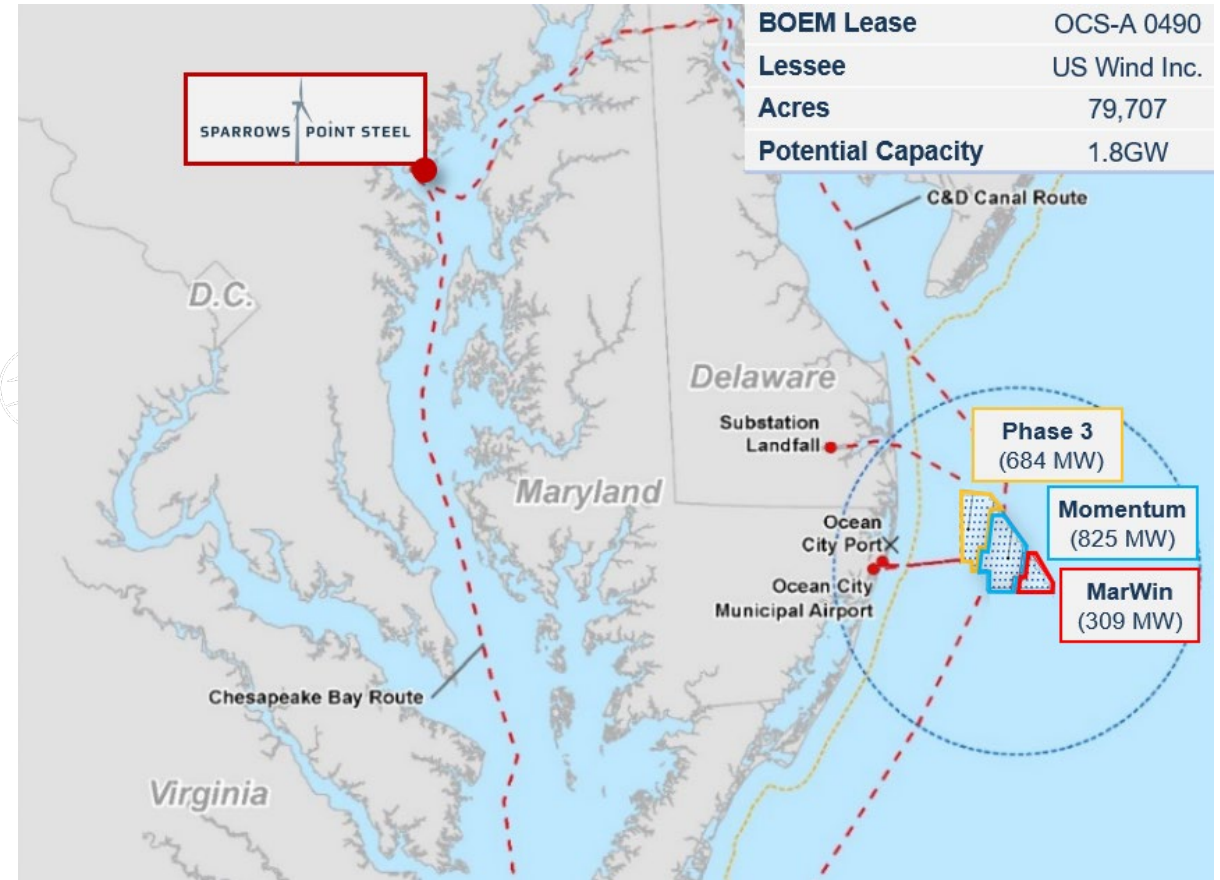 BOEM Lease OCS-A 0490
Lessee US Wind Inc.
Acres 79,707
Potential Capacity 1.8GW
SPARROWS POINT STEEL
C&D Canal Route
D.C.
Delaware
Substation
Landfall
Phase 3
(684 MW)
Maryland
Momentum
(825 MW)
Ocean
City Port
Ocean City
Municipal Airport
MarWin
(309 MW)
Chesapeake Bay Route
Virginia